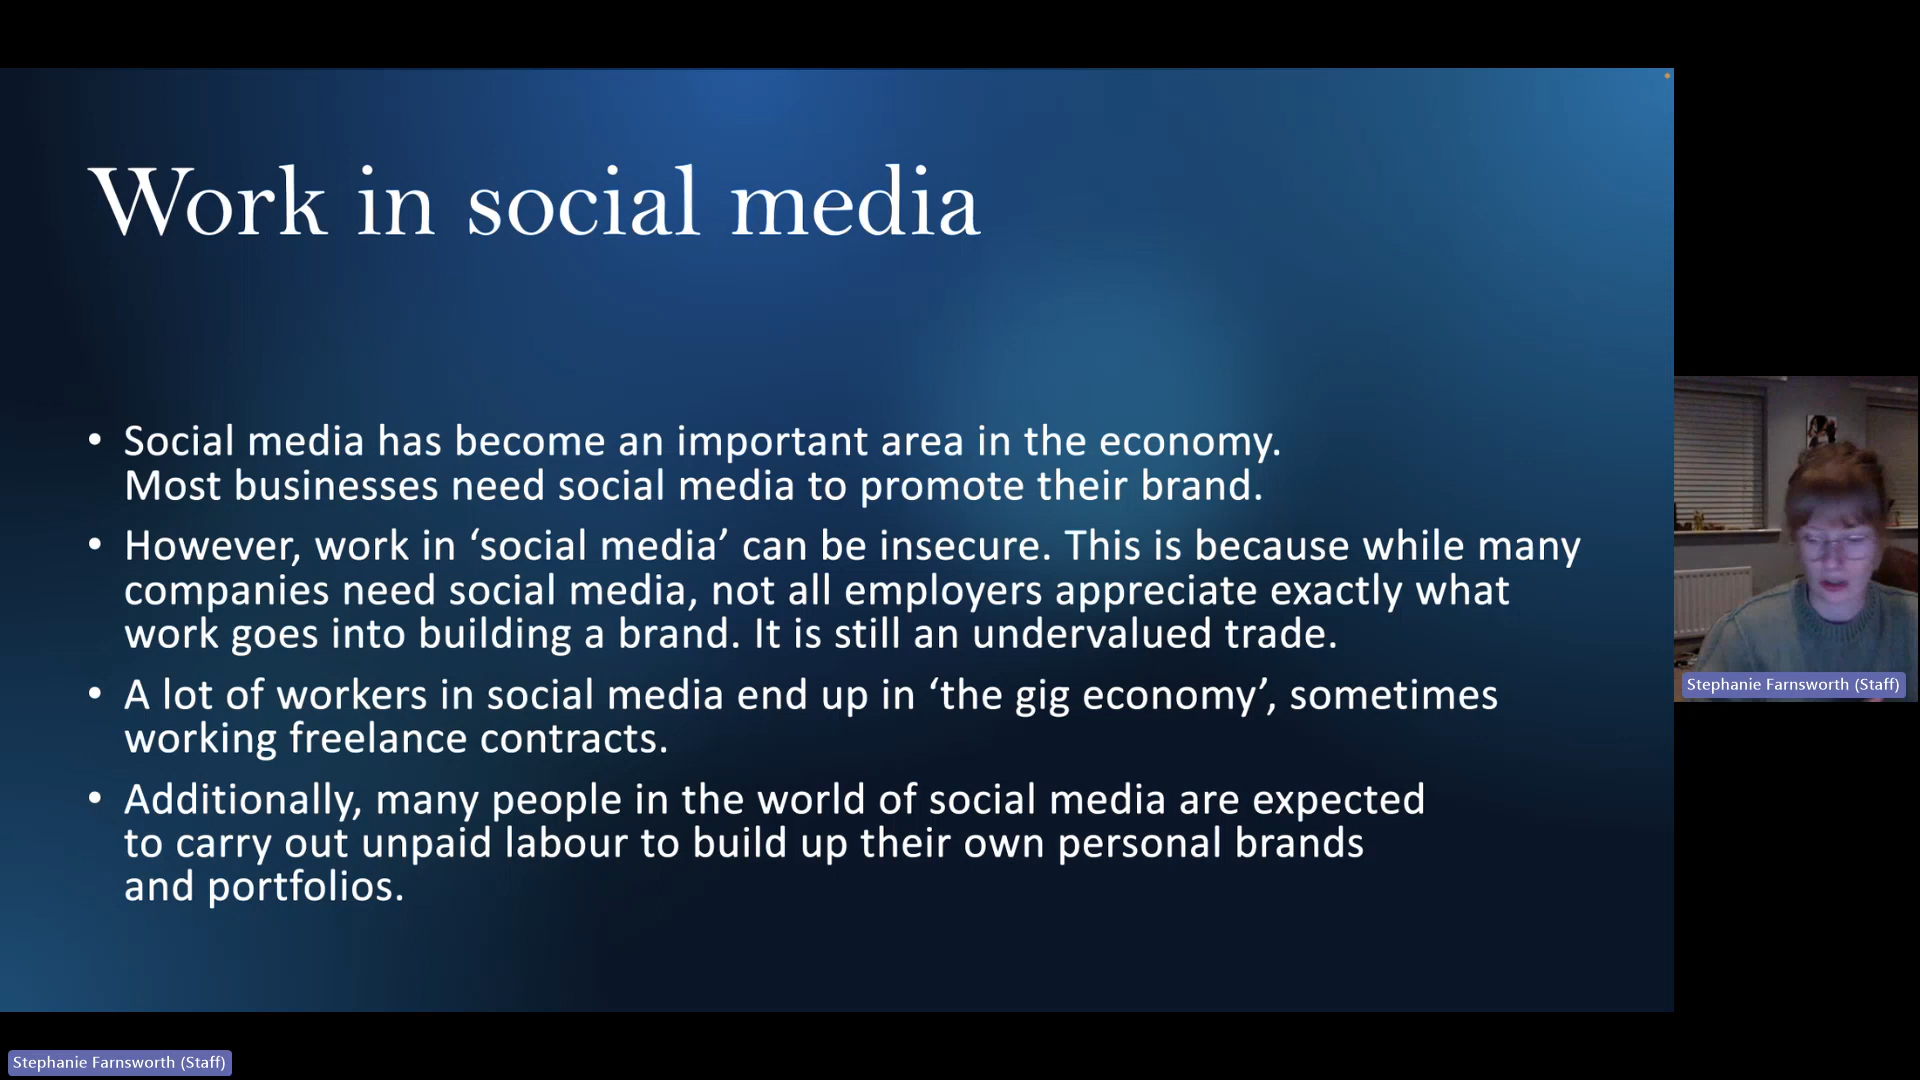 Work in social media
• Social media has become an important area in the economy.
Most businesses need social media to promote their brand.
• However, work in ‘social media’ can be insecure. This is because while many
companies need social media, not all employers appreciate exactly what
work goes into building a brand. It is still an undervalued trade.
• A lot of workers in social media end up in ‘the gig economy’, sometimes
working freelance contracts.
• Additionally, many people in the world of social media are expected
to carry out unpaid labour to build up their own personal brands
and portfolios.
Stephanie Farnsworth (Staff)
Stephanie Farnsworth (Staff)